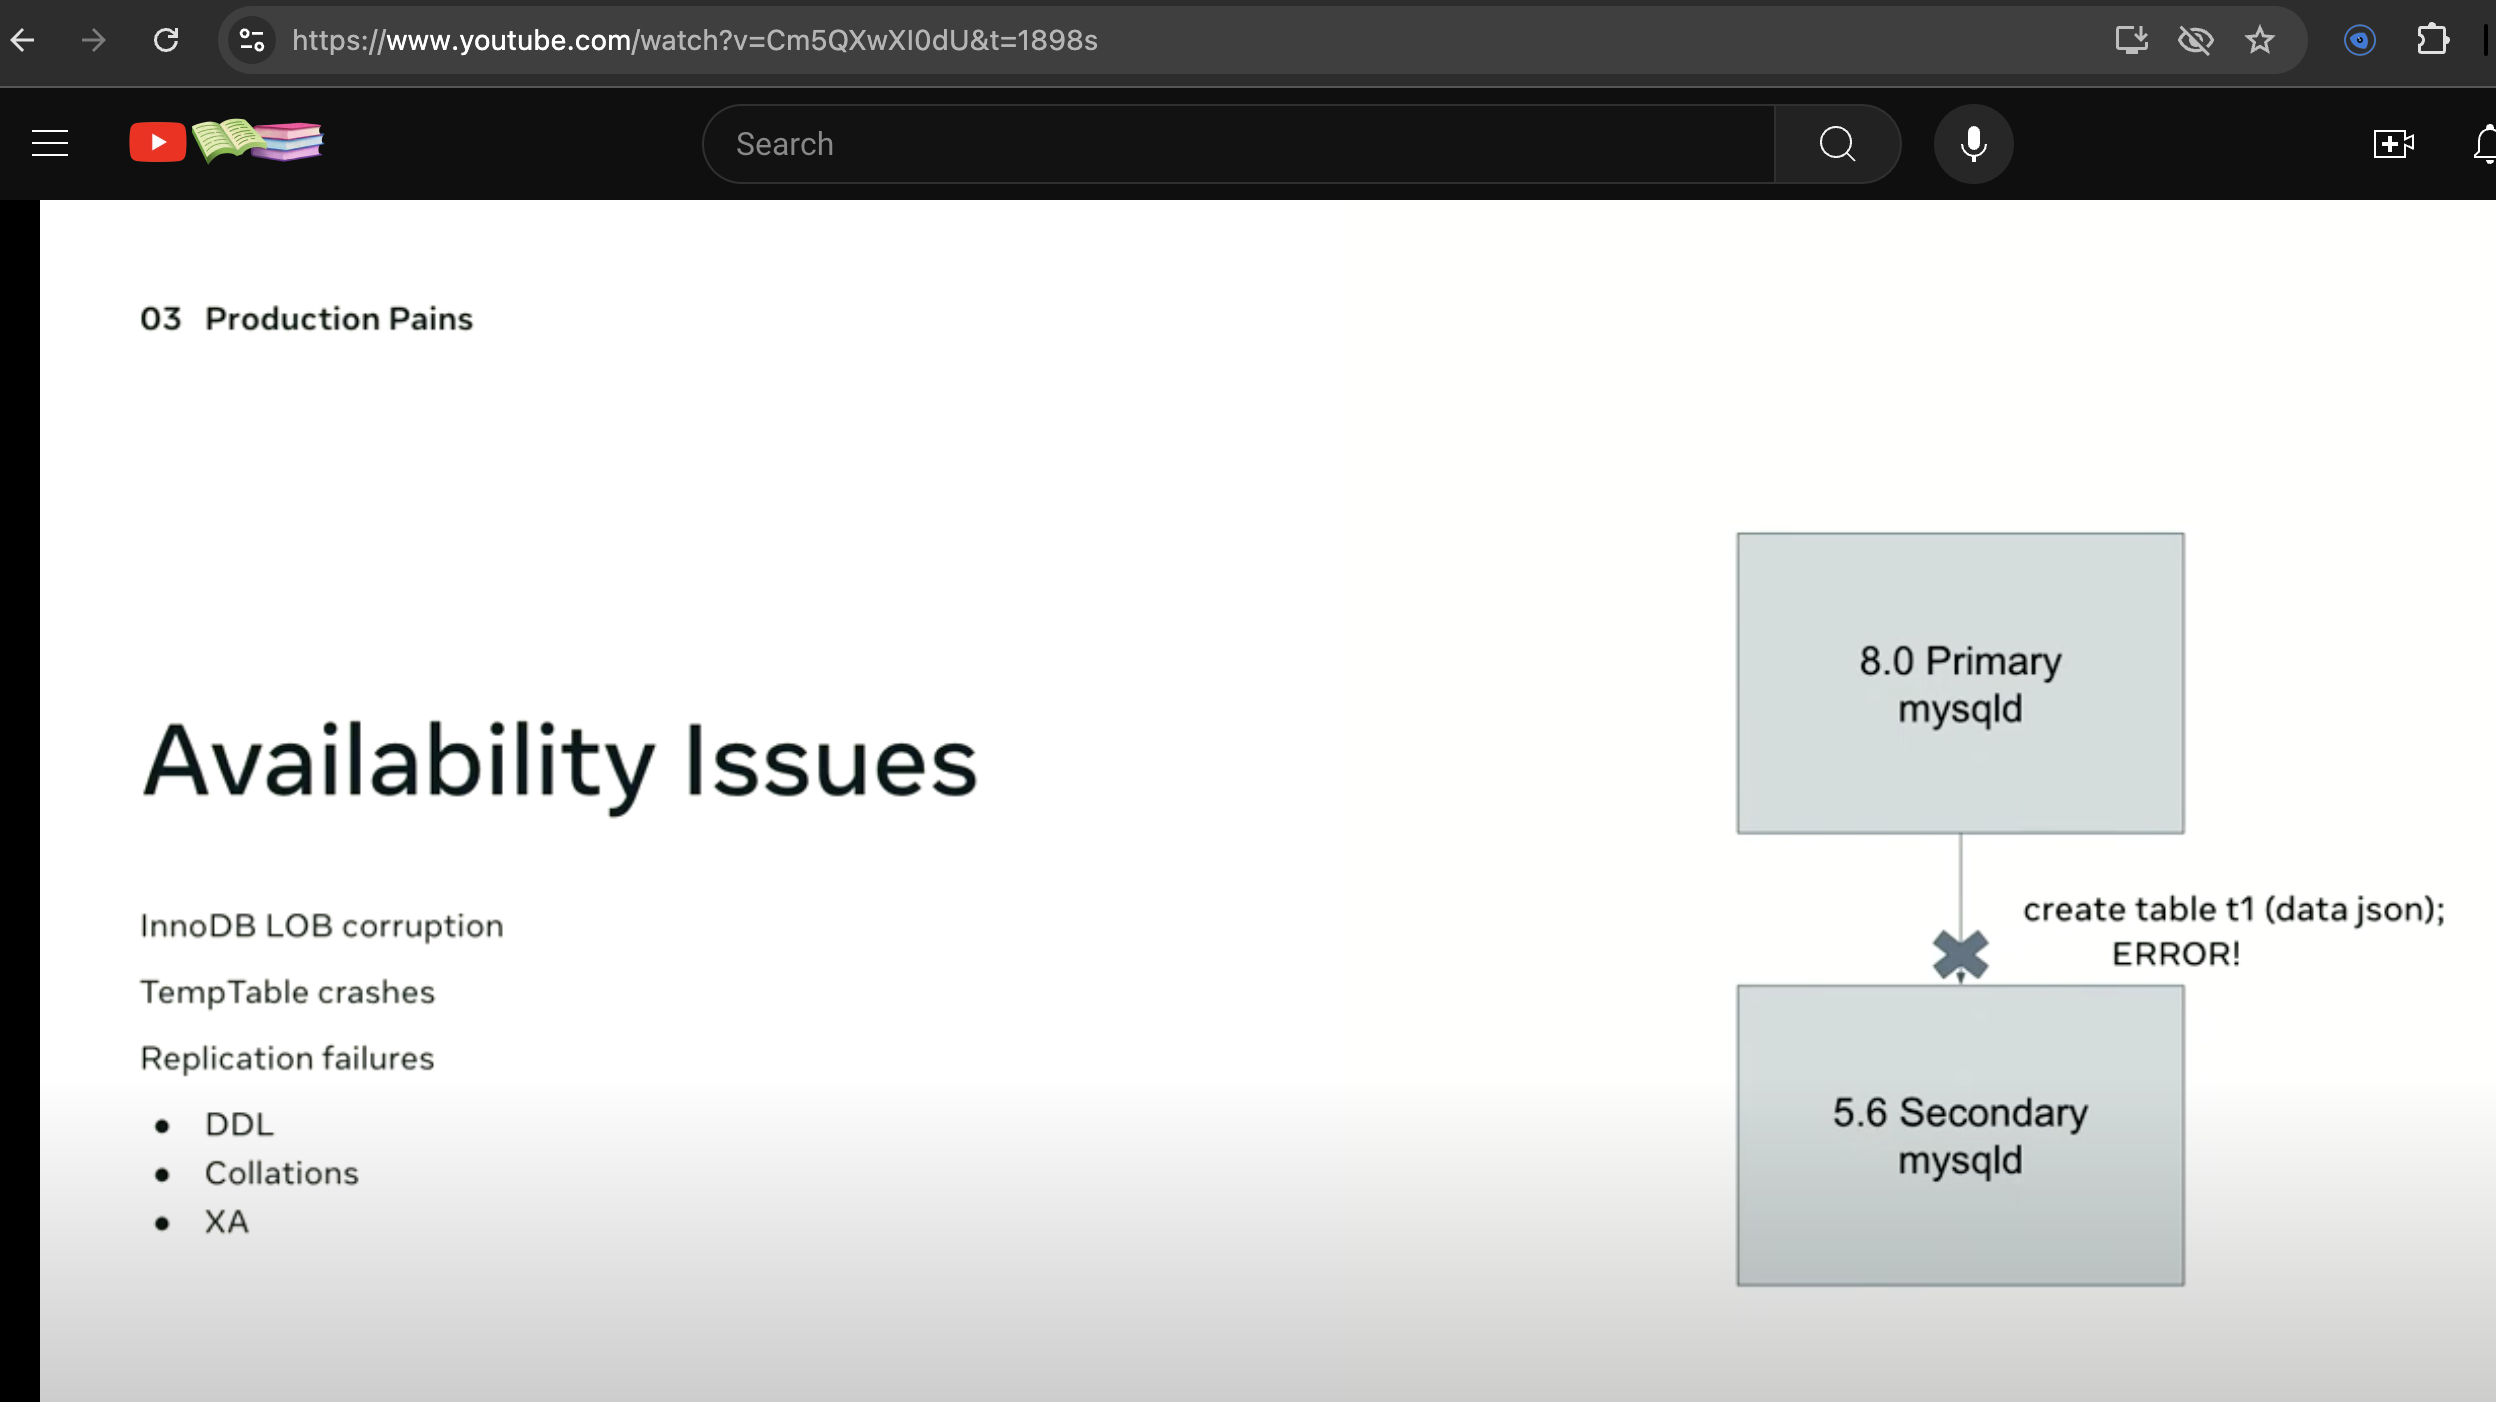 https://www.youtube.com/watch?v=Cm5QXwXI0dU&t=1898s
Search
03 Production Pains
Availability Issues
InnoDB LOB corruption
TempTable crashes
Replication failures
● DDL
● Collations
● XA
8.0 Primary
mysqld
create table t1 (data json);
ERROR!
5.6 Secondary
mysqld